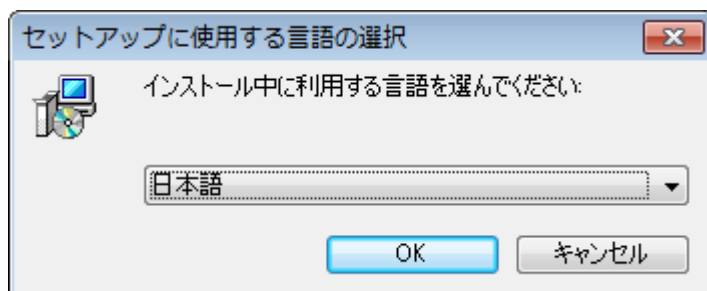 セットアップに使用する言語の選択
インストール中に利用する言語を選んでください:
日本語
OK
キャンセル